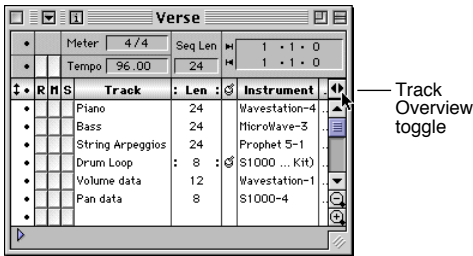 Verse
Meter 4/4 Seq Len 1 · 1 · 0
Tempo 96.00 24 1 · 1 · 0
R M S Track : Len : Instrument
Piano 24 Wavestation-4
Bass 24 MicroWave-3
String Arpeggios 24 Prophet 5-1
Drum Loop : 8 : S1000 ... Kit)
Volume data 12 Wavestation-1
Pan data 8 S1000-4
Track
Overview
toggle